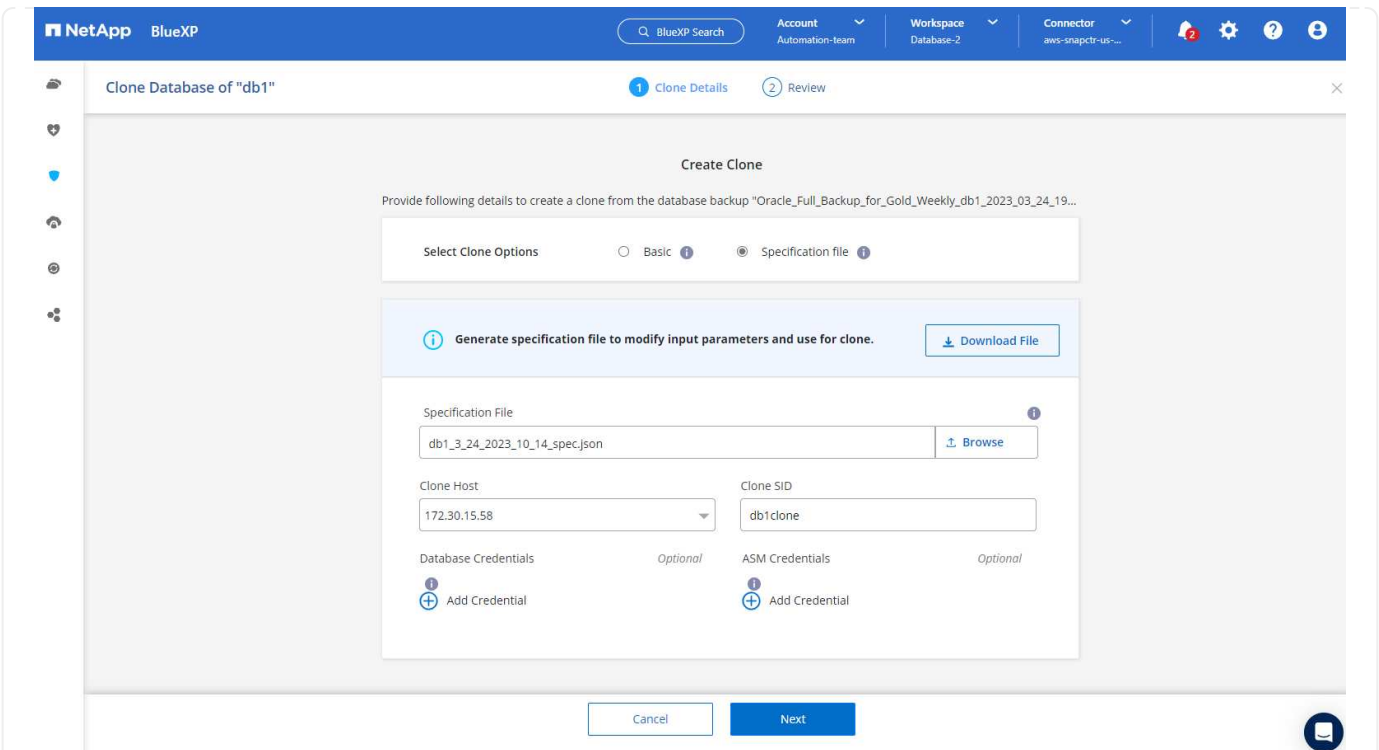 NetApp BlueXP
BlueXP Search
Account
Automation-team
Workspace
Database-2
Connector
aws-snapctr-us-...
2
Clone Database of "db1"
1 Clone Details
2 Review
Create Clone
Provide following details to create a clone from the database backup "Oracle_Full_Backup_for_Gold_Weekly_db1_2023_03_24_19...
Select Clone Options
Basic
Specification file
Generate specification file to modify input parameters and use for clone.
Download File
Specification File
db1_3_24_2023_10_14_spec.json
Browse
Clone Host
Clone SID
172.30.15.58
db1clone
Database Credentials
Optional
ASM Credentials
Optional
Add Credential
Add Credential
Cancel
Next